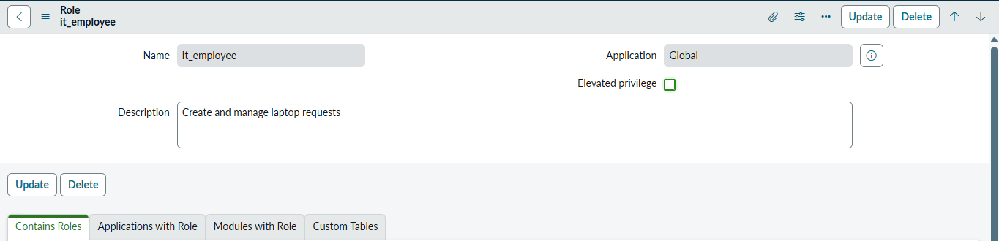 Role
it_employee
Update
Delete
Name
it_employee
Application
Global
Elevated privilege
Description
Create and manage laptop requests
Update
Delete
Contains Roles
Applications with Role
Modules with Role
Custom Tables